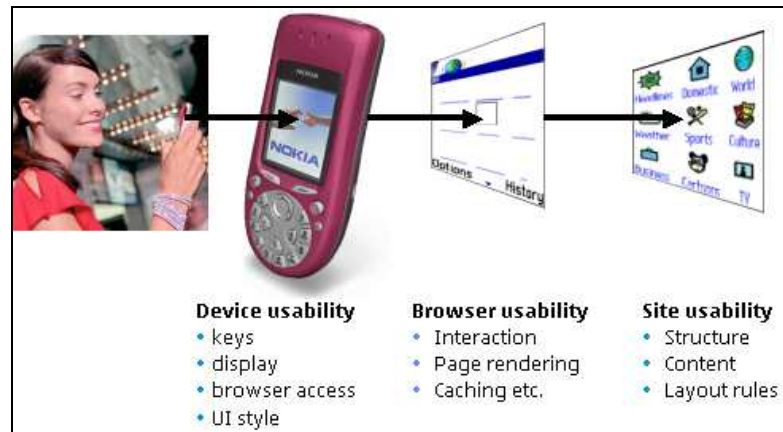 NOKIA
NOKIA
Options
History
Headlines Domestic World
Weather Sports Culture
Business Cartoons TV
Device usability
• keys
• display
• browser access
• UI style
Browser usability
• Interaction
• Page rendering
• Caching etc.
Site usability
• Structure
• Content
• Layout rules